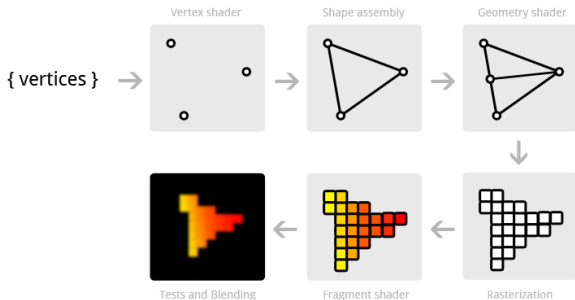 Vertex shader
Shape assembly
Geometry shader
{ vertices }
Tests and Blending
Fragment shader
Rasterization